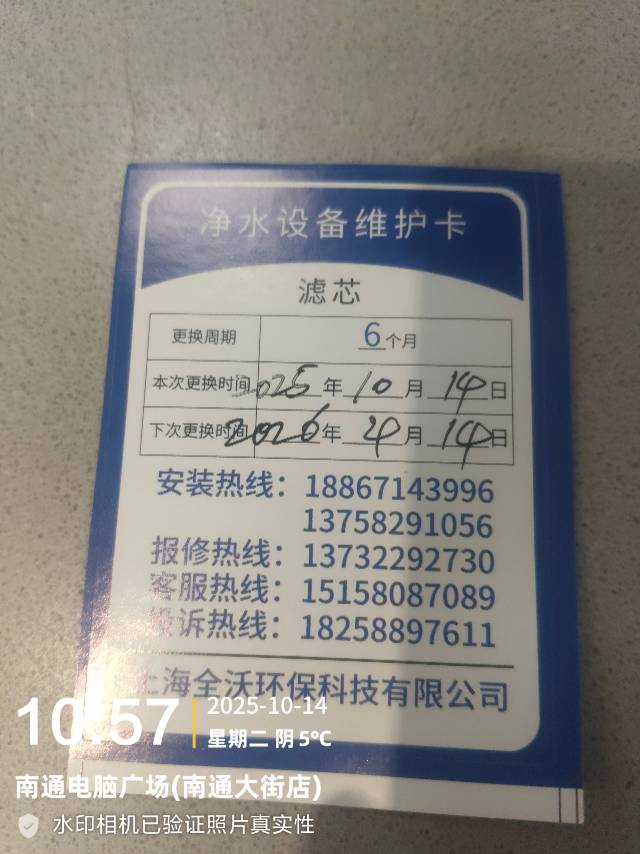 净水设备维护卡
滤芯
更换周期 6个月
本次更换时间 2025年10月14日
下次更换时间 2026年4月14日
安装热线：18867143996
13758291056
报修热线：13732292730
客服热线：15158087089
投诉热线：18258897611
上海全沃环保科技有限公司
10:57 2025-10-14
星期二 阴 5°C
南通电脑广场(南通大街店)
水印相机已验证照片真实性